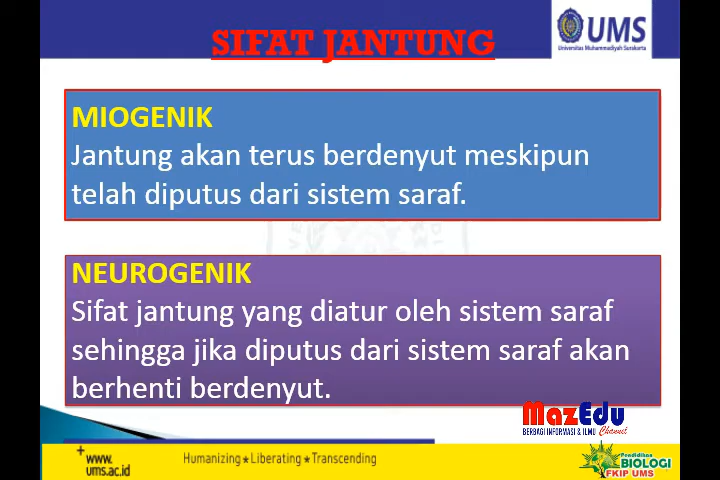 SIFAT JANTUNG
UMS
Universitas Muhammadiyah Surakarta
MIOGENIK
Jantung akan terus berdenyut meskipun
telah diputus dari sistem saraf.
NEUROGENIK
Sifat jantung yang diatur oleh sistem saraf
sehingga jika diputus dari sistem saraf akan
berhenti berdenyut.
MazEdu
BERBAGI INFORMASI & ILMU Channel
www.
ums.ac.id
Humanizing ★ Liberating ★ Transcending
Pendidikan
BIOLOGI
FKIP UMS